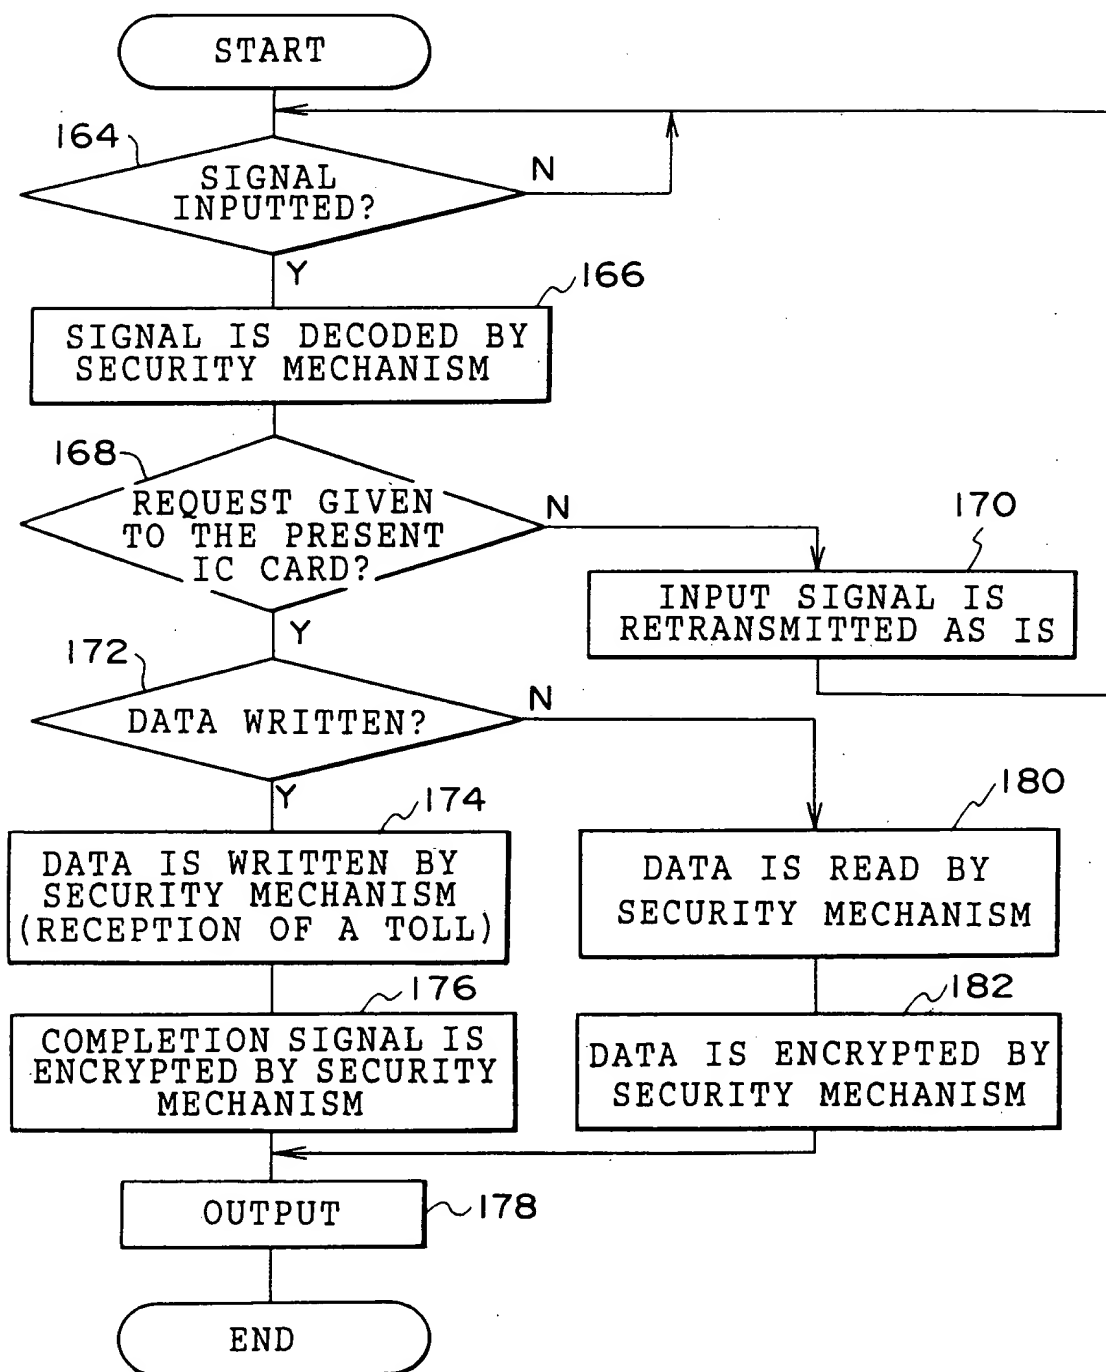 START
164
SIGNAL
INPUTTED?
N
Y
166
SIGNAL IS DECODED BY
SECURITY MECHANISM
168
REQUEST GIVEN
TO THE PRESENT
IC CARD?
N
Y
170
INPUT SIGNAL IS
RETRANSMITTED AS IS
172
DATA WRITTEN?
N
Y
174
DATA IS WRITTEN BY
SECURITY MECHANISM
(RECEPTION OF A TOLL)
180
DATA IS READ BY
SECURITY MECHANISM
176
COMPLETION SIGNAL IS
ENCRYPTED BY SECURITY
MECHANISM
182
DATA IS ENCRYPTED BY
SECURITY MECHANISM
OUTPUT
178
END